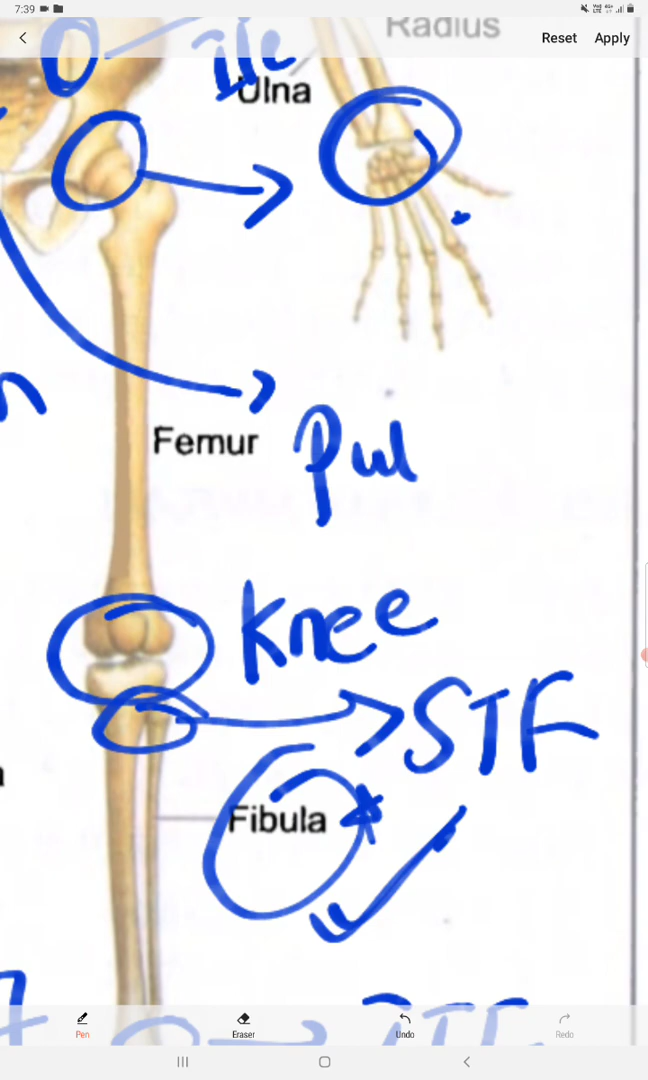 7:39
Reset Apply
Radius
Ulna
Femur
Pul
Knee
STF
Fibula
Pen Eraser Undo Redo